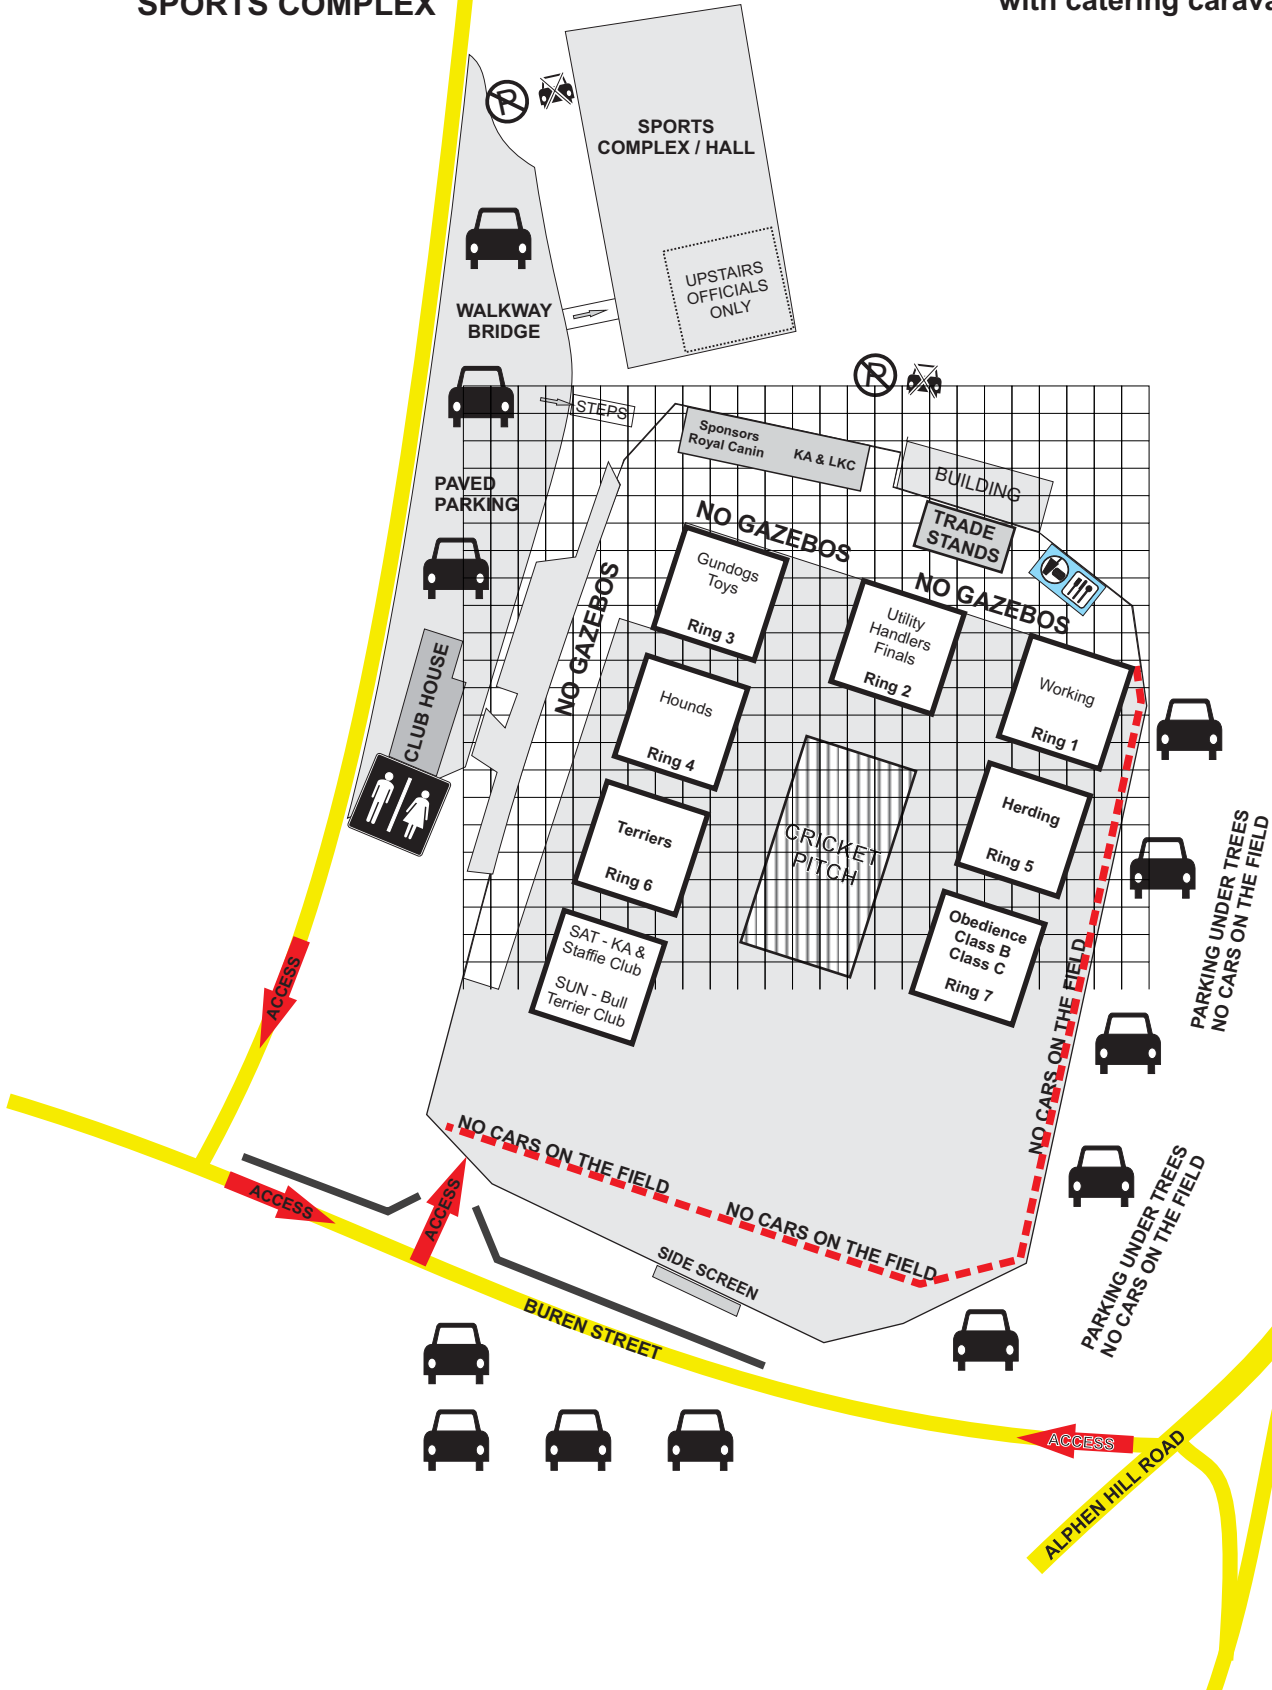 SPORTS COMPLEX
with catering carava
SPORTS
COMPLEX / HALL
UPSTAIRS
OFFICIALS
ONLY
WALKWAY
BRIDGE
STEPS
PAVED
PARKING
Sponsors
Royal Canin
KA & LKC
BUILDING
TRADE
STANDS
NO GAZEBOS
NO GAZEBOS
NO GAZEBOS
Gundogs
Toys
Ring 3
Utility
Handlers
Finals
Ring 2
Working
Ring 1
Hounds
Ring 4
CLUB HOUSE
Herding
Ring 5
Terriers
Ring 6
CRICKET
PITCH
Obedience
Class B
Class C
Ring 7
SAT - KA &
Staffie Club
SUN - Bull
Terrier Club
PARKING UNDER TREES
NO CARS ON THE FIELD
NO CARS ON THE FIELD
ACCESS
NO CARS ON THE FIELD
NO CARS ON THE FIELD
ACCESS
ACCESS
SIDE SCREEN
PARKING UNDER TREES
NO CARS ON THE FIELD
BUREN STREET
ACCESS
ALPHEN HILL ROAD